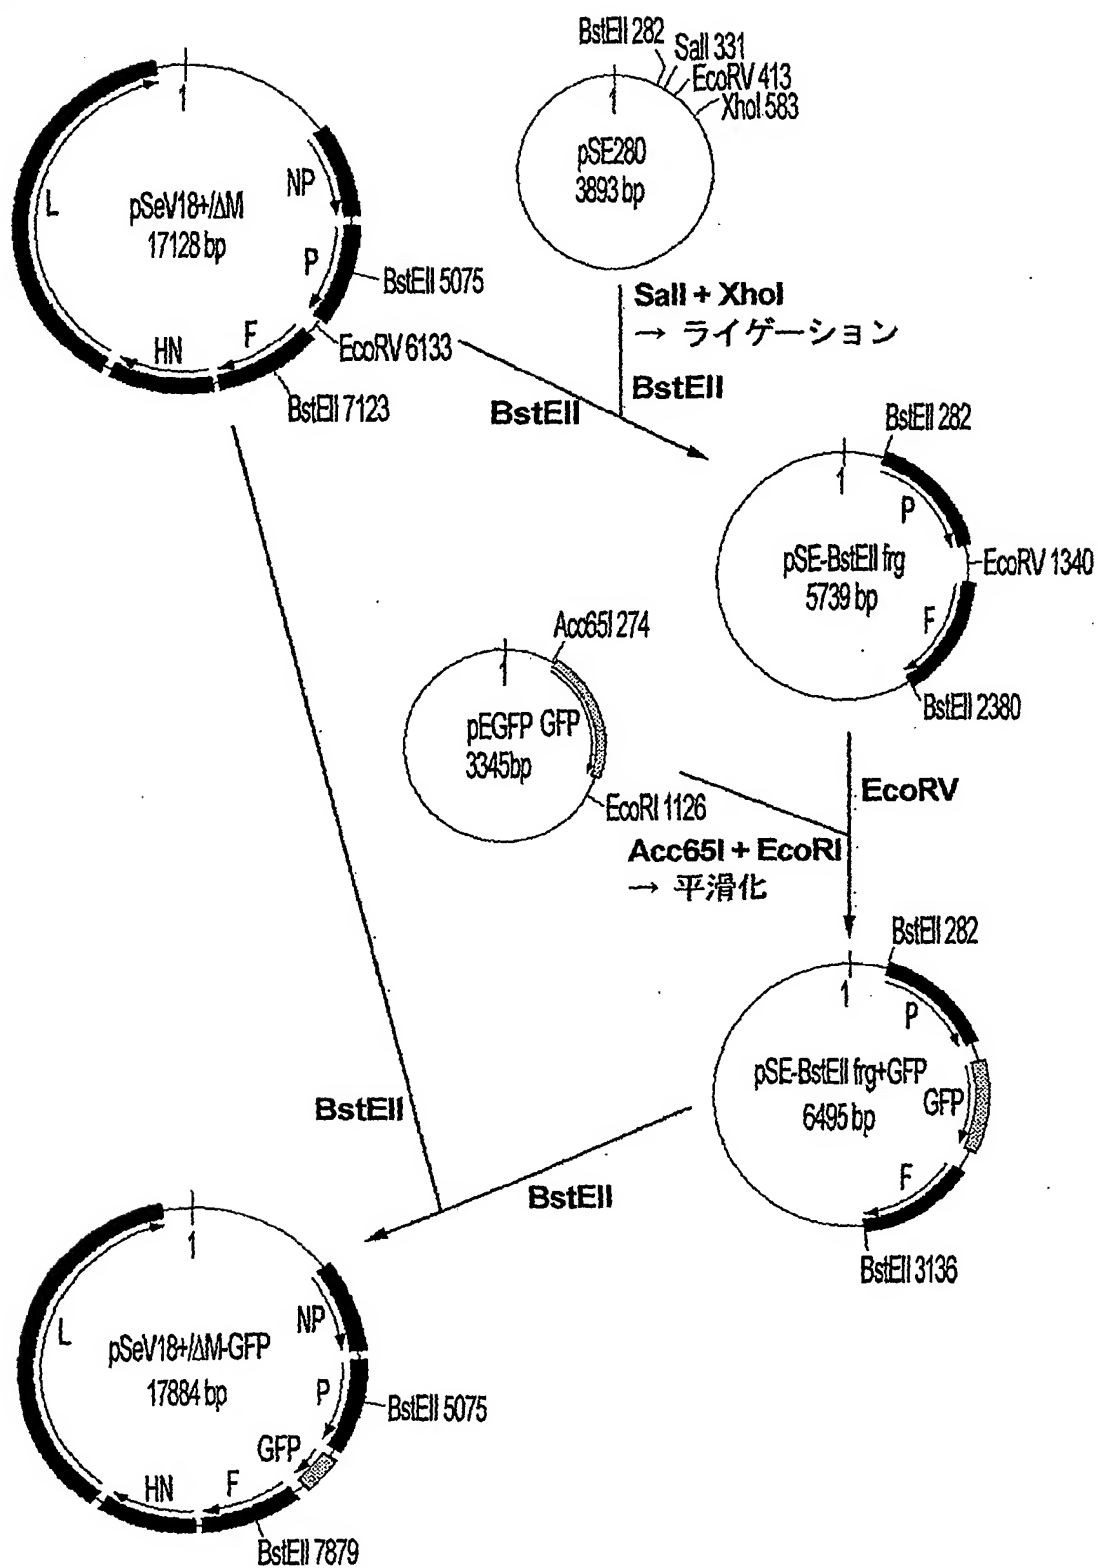 1
L
NP
pSeV18+/ΔM
17128 bp
P
BstEII 5075
F
HN
EcoRV 6133
BstEII 7123
BstEII 282
SalI 331
EcoRV 413
XhoI 583
1
pSE280
3893 bp
SalI + XhoI
→ ライゲーション
BstEII
BstEII
BstEII 282
1
P
pSE-BstEII frg
5739 bp
EcoRV 1340
F
BstEII 2380
Acc65I 274
1
pEGFP GFP
3345bp
EcoRI 1126
EcoRV
Acc65I + EcoRI
→ 平滑化
BstEII 282
1
P
pSE-BstEII frg+GFP
6495 bp
GFP
F
BstEII 3136
BstEII
BstEII
1
L
NP
pSeV18+/ΔM-GFP
17884 bp
P
BstEII 5075
GFP
F
HN
BstEII 7879